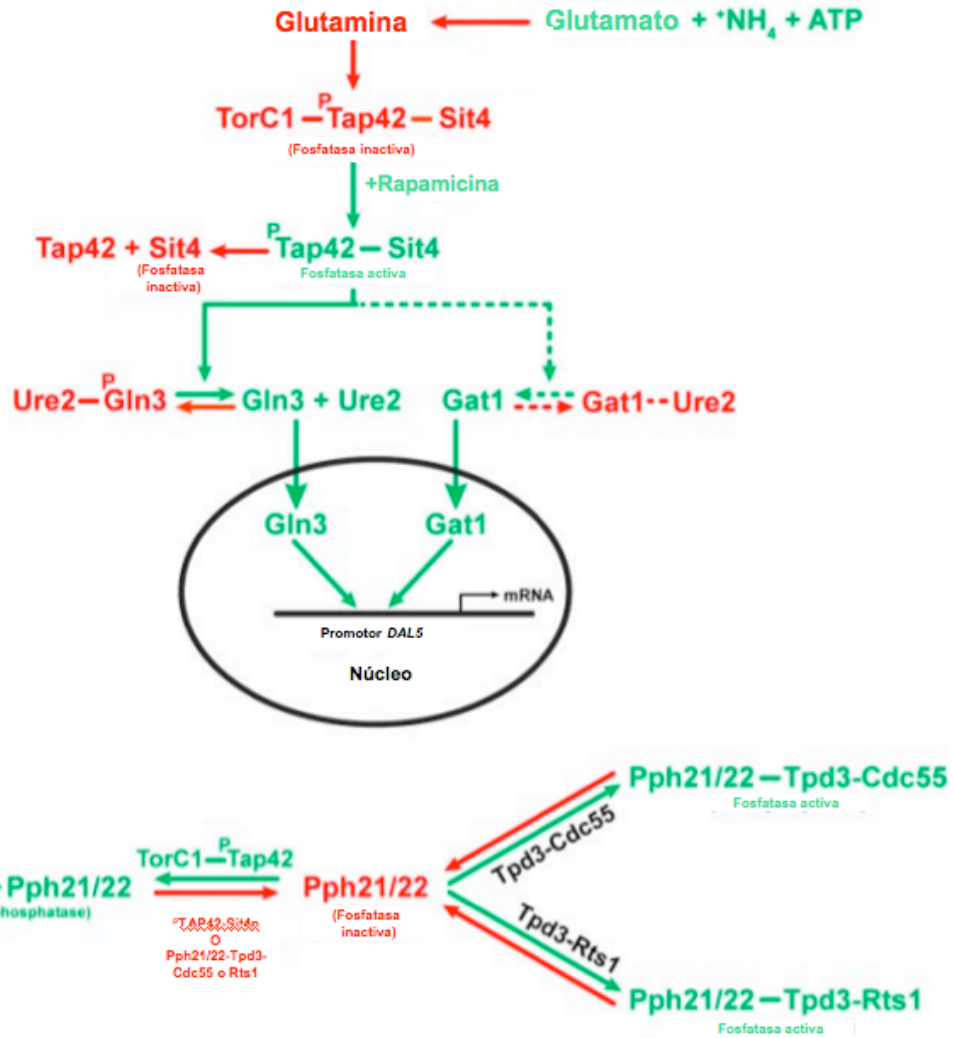 Glutamina Glutamato + ⁺NH₄ + ATP
TorC1 – ᴾTap42 – Sit4
(Fosfatasa inactiva)
+Rapamicina
Tap42 + Sit4 ᴾTap42 – Sit4
(Fosfatasa
inactiva)
Fosfatasa activa
Ure2 – ᴾGln3 Gln3 + Ure2 Gat1 Gat1--Ure2
Gln3 Gat1
mRNA
Promotor DAL5
Núcleo
Pph21/22 – Tpd3-Cdc55
Fosfatasa activa
Tpd3-Cdc55
TorC1 – ᴾTap42
Pph21/22
hosphatase)
Pph21/22
(Fosfatasa
inactiva)
O
Pph21/22-Tpd3-
Cdc55 o Rts1
Tpd3-Rts1
Pph21/22 – Tpd3-Rts1
Fosfatasa activa